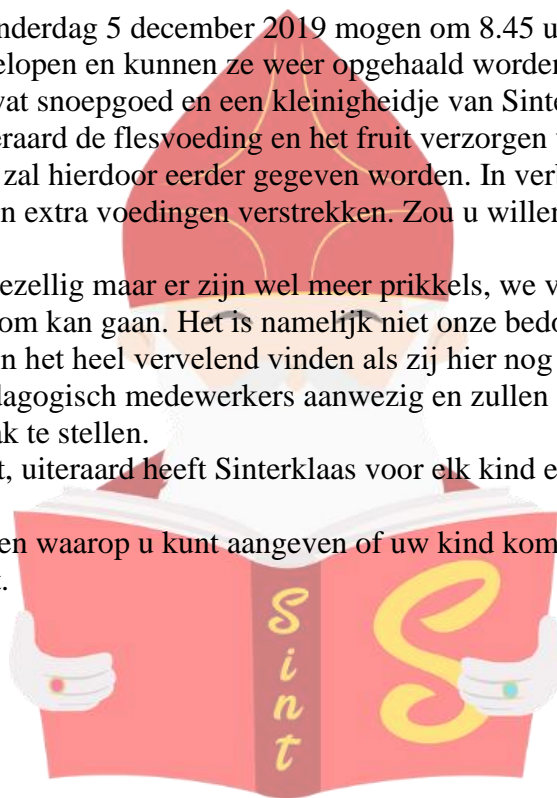 nderdag 5 december 2019 mogen om 8.45 u
elopen en kunnen ze weer opgehaald worden
vat snoepgoed en een kleinigheidje van Sinte
eraard de flesvoeding en het fruit verzorgen
zal hierdoor eerder gegeven worden. In verl
n extra voedingen verstrekken. Zou u willen
ezellig maar er zijn wel meer prikkels, we v
om kan gaan. Het is namelijk niet onze bedo
n het heel vervelend vinden als zij hier nog
lagogisch medewerkers aanwezig en zullen
ak te stellen.
t, uiteraard heeft Sinterklaas voor elk kind e
en waarop u kunt aangeven of uw kind kom
Sint
S